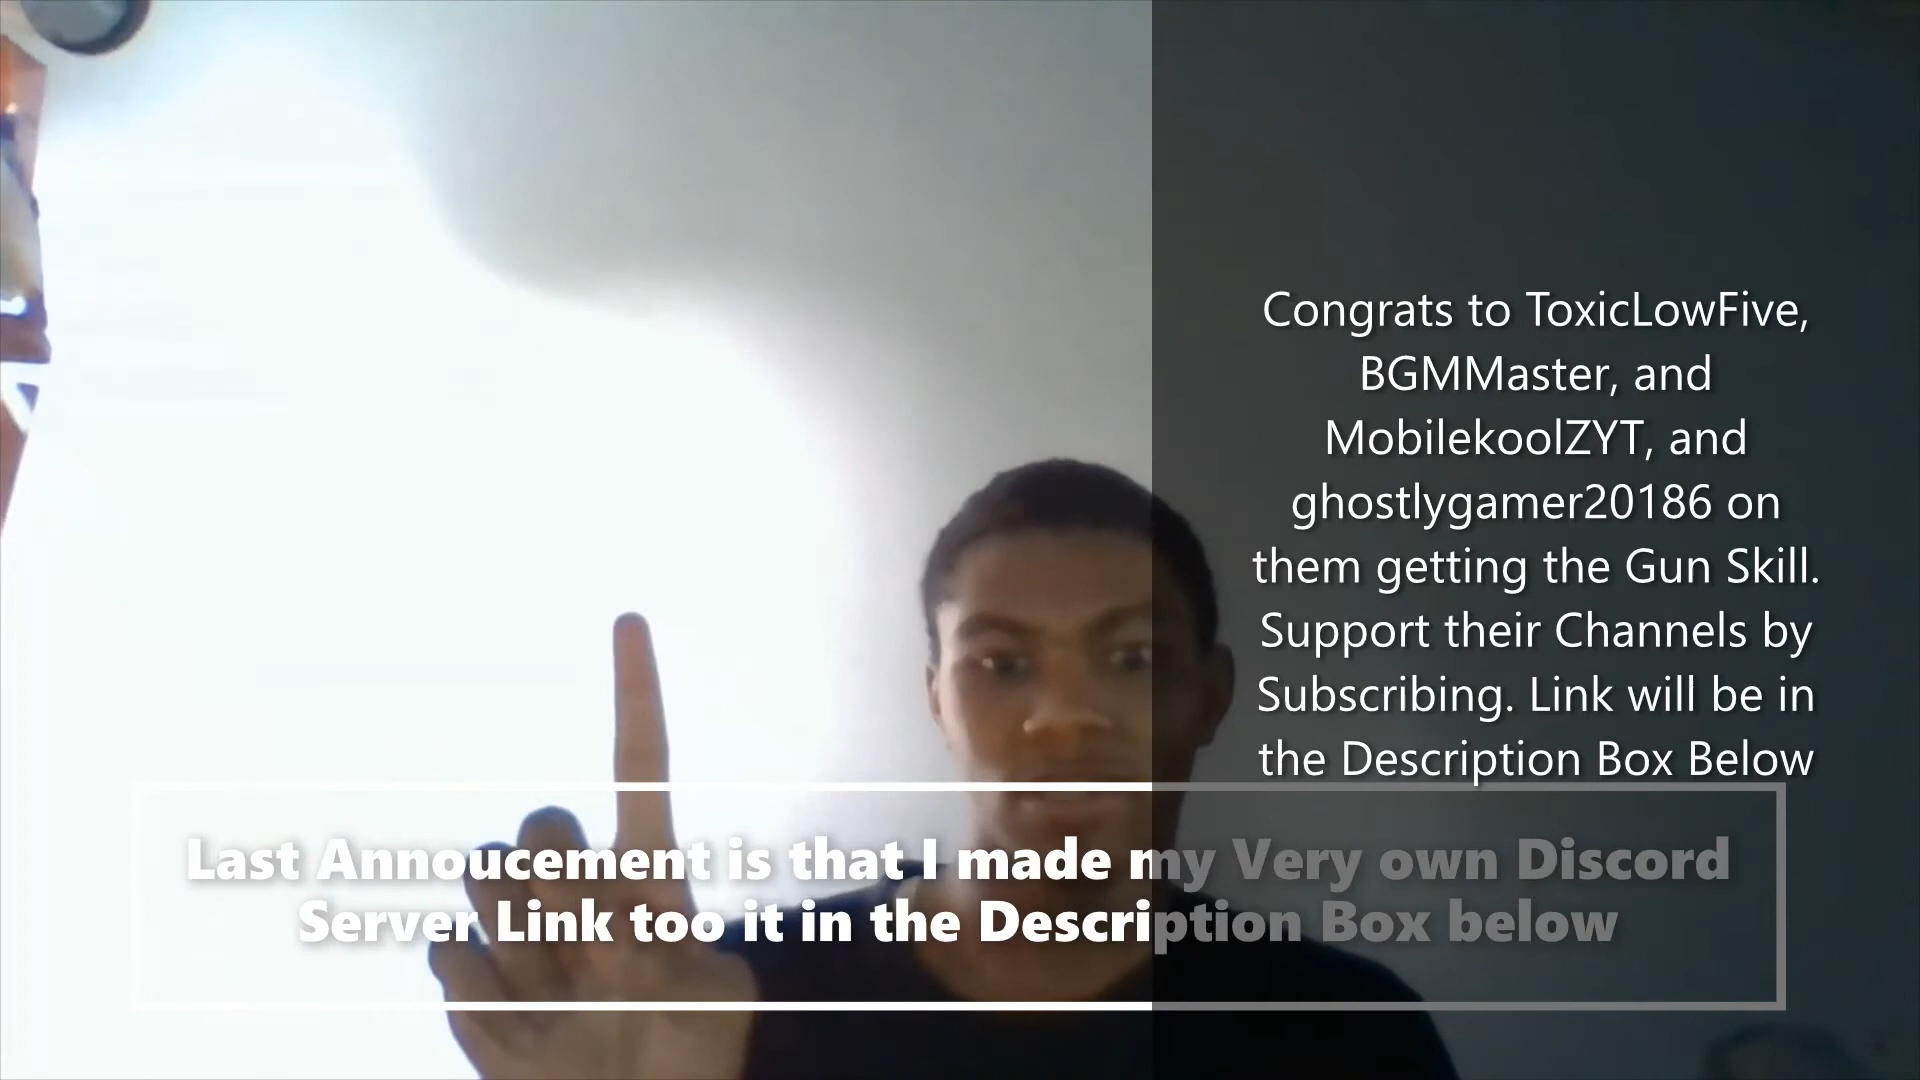 Congrats to ToxicLowFive,
BGMMaster, and
MobilekoolZYT, and
ghostlygamer20186 on
them getting the Gun Skill.
Support their Channels by
Subscribing. Link will be in
the Description Box Below
Last Annoucement is that I made my Very own Discord
Server Link too it in the Description Box below